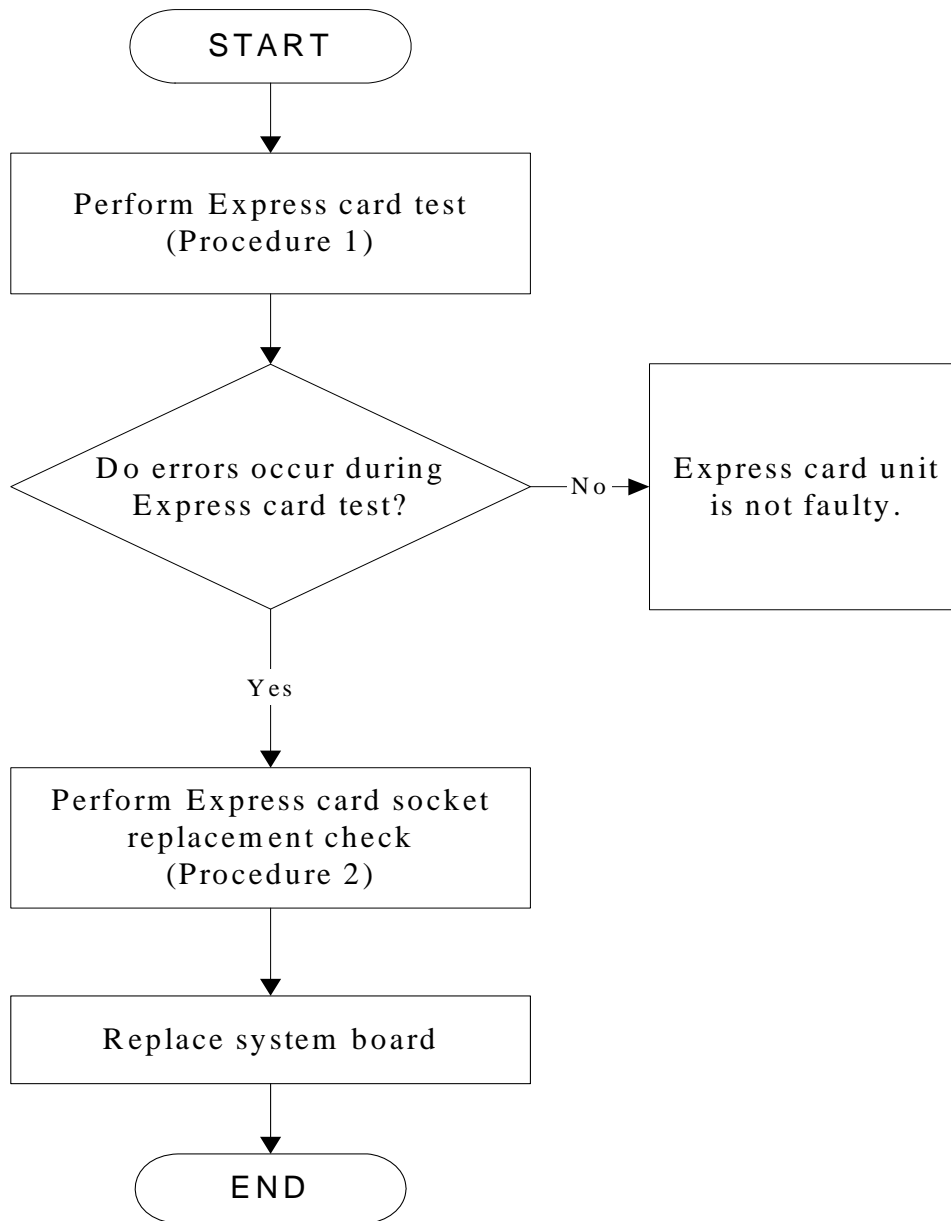 START
Perform Express card test
(Procedure 1)
Do errors occur during
Express card test?
No
Express card unit
is not faulty.
Yes
Perform Express card socket
replacement check
(Procedure 2)
Replace system board
END